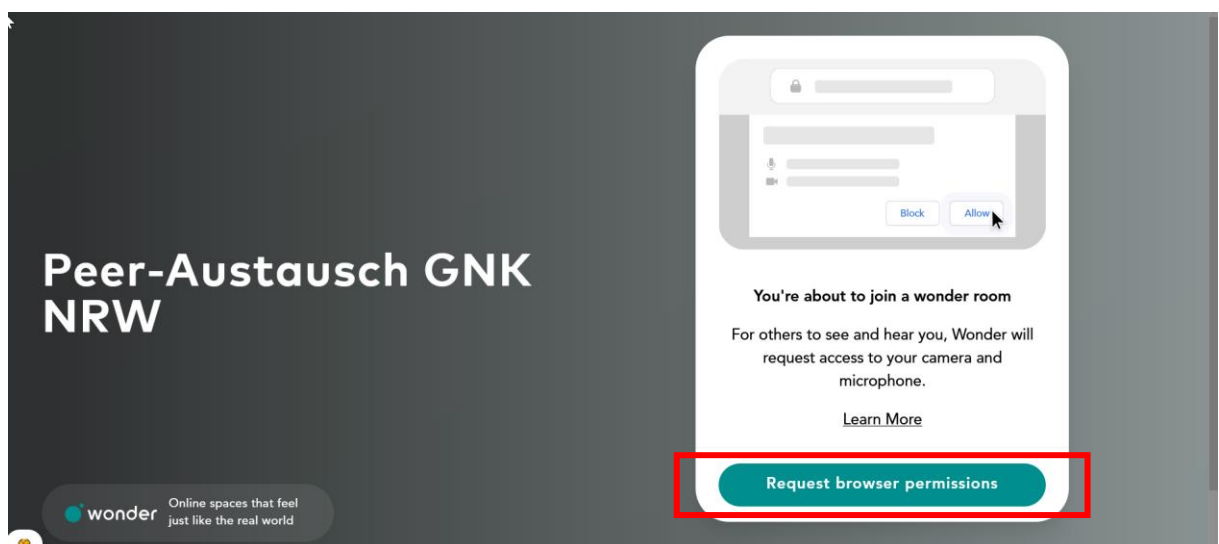 Peer-Austausch GNK
NRW
wonder
Online spaces that feel
just like the real world
Block
Allow
You're about to join a wonder room
For others to see and hear you, Wonder will
request access to your camera and
microphone.
Learn More
Request browser permissions